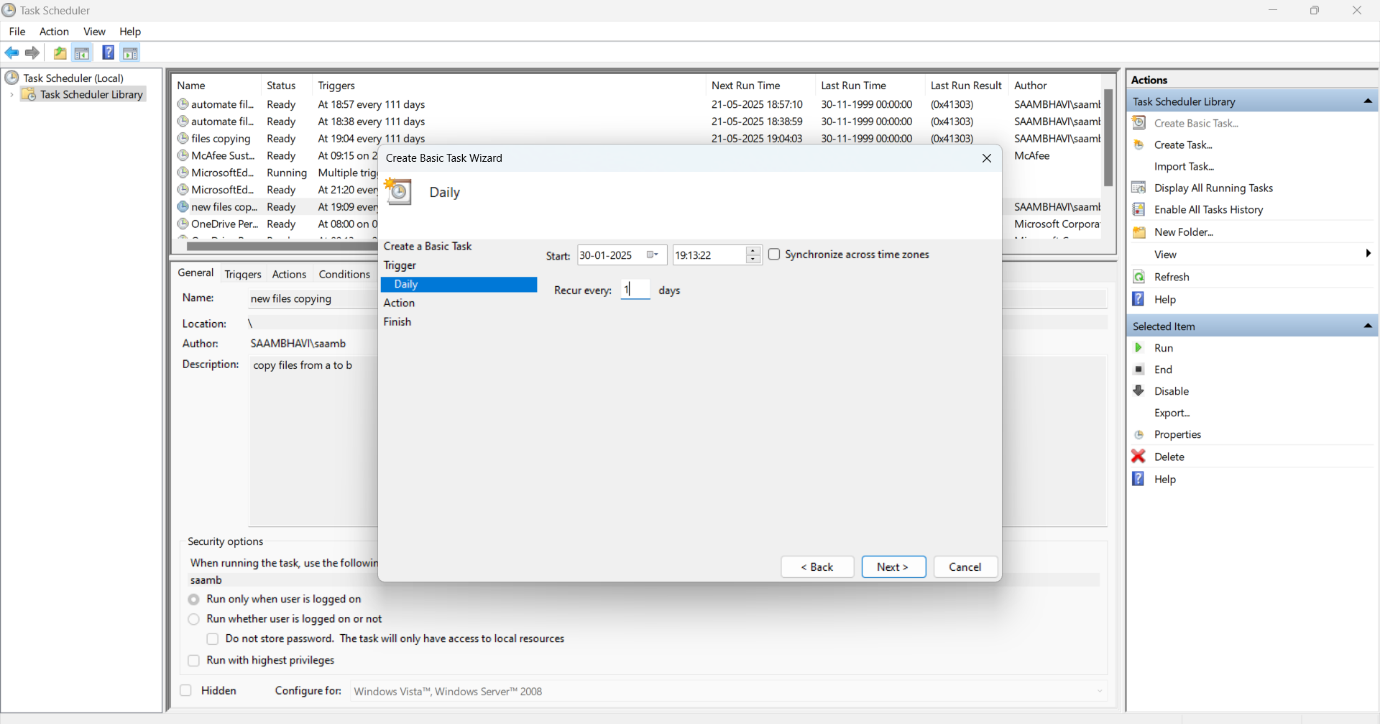 Task Scheduler
File Action View Help
Task Scheduler (Local)
Task Scheduler Library
Name Status Triggers Next Run Time Last Run Time Last Run Result Author
automate fil... Ready At 18:57 every 111 days 21-05-2025 18:57:10 30-11-1999 00:00:00 (0x41303) SAAMBHAVI\saaml
automate fil... Ready At 18:38 every 111 days 21-05-2025 18:38:59 30-11-1999 00:00:00 (0x41303) SAAMBHAVI\saaml
files copying Ready At 19:04 every 111 days 21-05-2025 19:04:03 30-11-1999 00:00:00 (0x41303) SAAMBHAVI\saaml
McAfee Sust... Ready At 09:15 on 2 McAfee
MicrosoftEd... Running Multiple trig
MicrosoftEd... Ready At 21:20 ever
new files cop... Ready At 19:09 ever SAAMBHAVI\saaml
OneDrive Per... Ready At 08:00 on 0 Microsoft Corpora
General Triggers Actions Conditions
Name: new files copying
Location: \
Author: SAAMBHAVI\saamb
Description: copy files from a to b
Security options
When running the task, use the followin
saamb
Run only when user is logged on
Run whether user is logged on or not
Do not store password. The task will only have access to local resources
Run with highest privileges
Hidden Configure for: Windows Vista™, Windows Server™ 2008
Create Basic Task Wizard
Daily
Create a Basic Task
Trigger
Daily
Action
Finish
Start: 30-01-2025 19:13:22 Synchronize across time zones
Recur every: 1 days
< Back Next > Cancel
Actions
Task Scheduler Library
Create Basic Task...
Create Task...
Import Task...
Display All Running Tasks
Enable All Tasks History
New Folder...
View
Refresh
Help
Selected Item
Run
End
Disable
Export...
Properties
Delete
Help